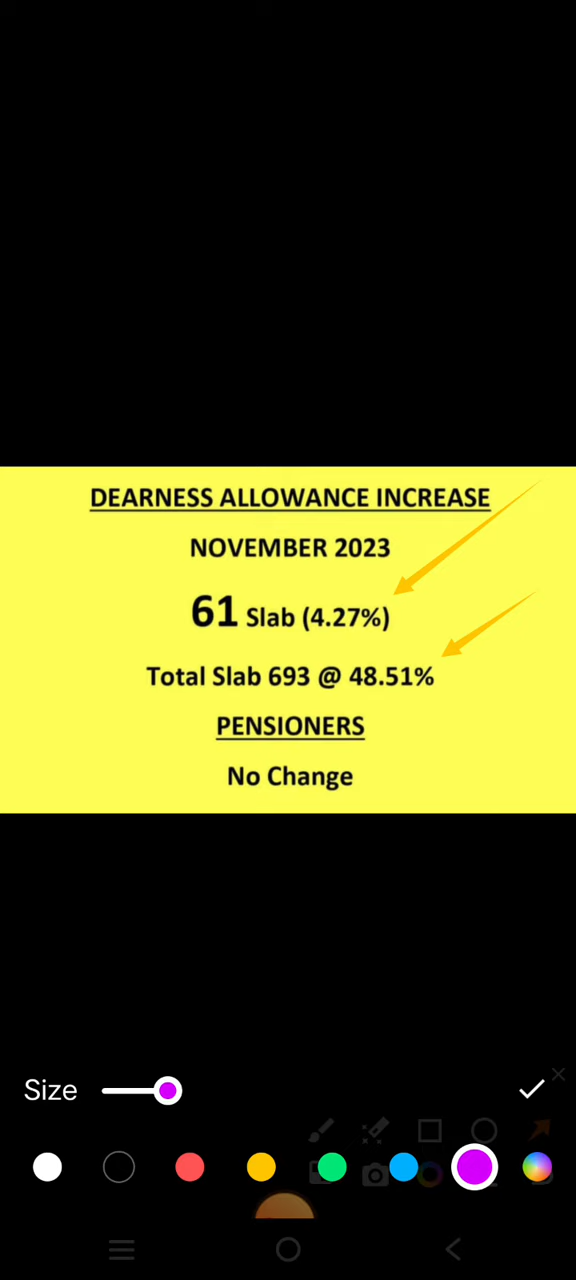 DEARNESS ALLOWANCE INCREASE
NOVEMBER 2023
61 Slab (4.27%)
Total Slab 693 @ 48.51%
PENSIONERS
No Change
Size